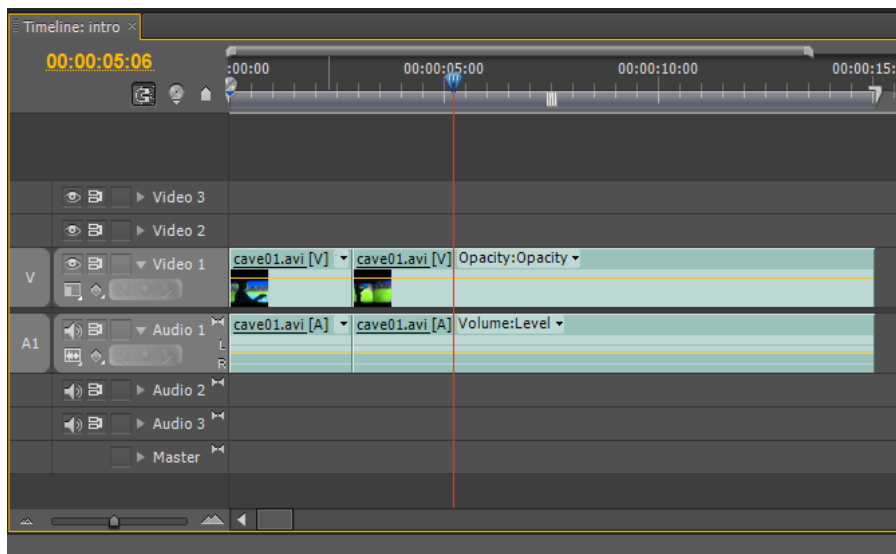 Timeline: intro ×
00:00:05:06
:00:00 00:00:05:00 00:00:10:00 00:00:15:
Video 3
Video 2
V Video 1 cave01.avi [V] cave01.avi [V] Opacity:Opacity
A1 Audio 1 cave01.avi [A] cave01.avi [A] Volume:Level
L
R
Audio 2
Audio 3
Master